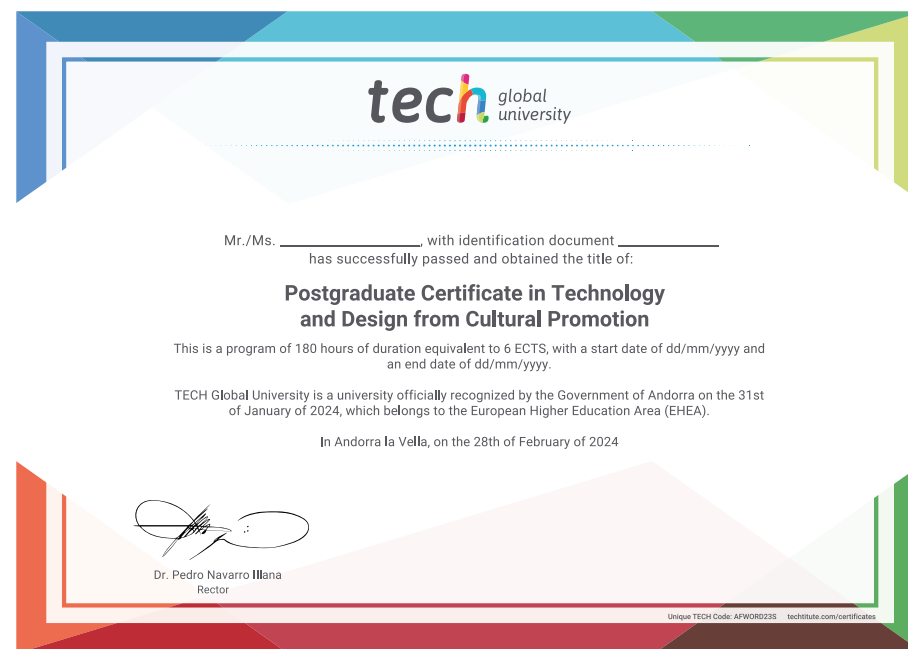 tech global
university
Mr./Ms. ____________, with identification document ____________
has successfully passed and obtained the title of:
Postgraduate Certificate in Technology
and Design from Cultural Promotion
This is a program of 180 hours of duration equivalent to 6 ECTS, with a start date of dd/mm/yyyy and
an end date of dd/mm/yyyy.
TECH Global University is a university officially recognized by the Government of Andorra on the 31st
of January of 2024, which belongs to the European Higher Education Area (EHEA).
In Andorra la Vella, on the 28th of February of 2024
Dr. Pedro Navarro Illana
Rector
Unique TECH Code: AFWORD23S techtitute.com/certificates